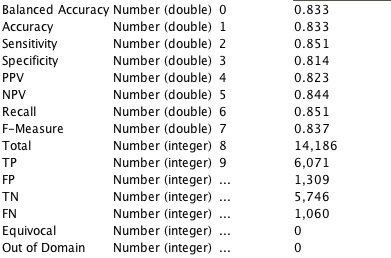 Balanced Accuracy Number (double) 0 0.833
Accuracy Number (double) 1 0.833
Sensitivity Number (double) 2 0.851
Specificity Number (double) 3 0.814
PPV Number (double) 4 0.823
NPV Number (double) 5 0.844
Recall Number (double) 6 0.851
F-Measure Number (double) 7 0.837
Total Number (integer) 8 14,186
TP Number (integer) 9 6,071
FP Number (integer) ... 1,309
TN Number (integer) ... 5,746
FN Number (integer) ... 1,060
Equivocal Number (integer) ... 0
Out of Domain Number (integer) ... 0